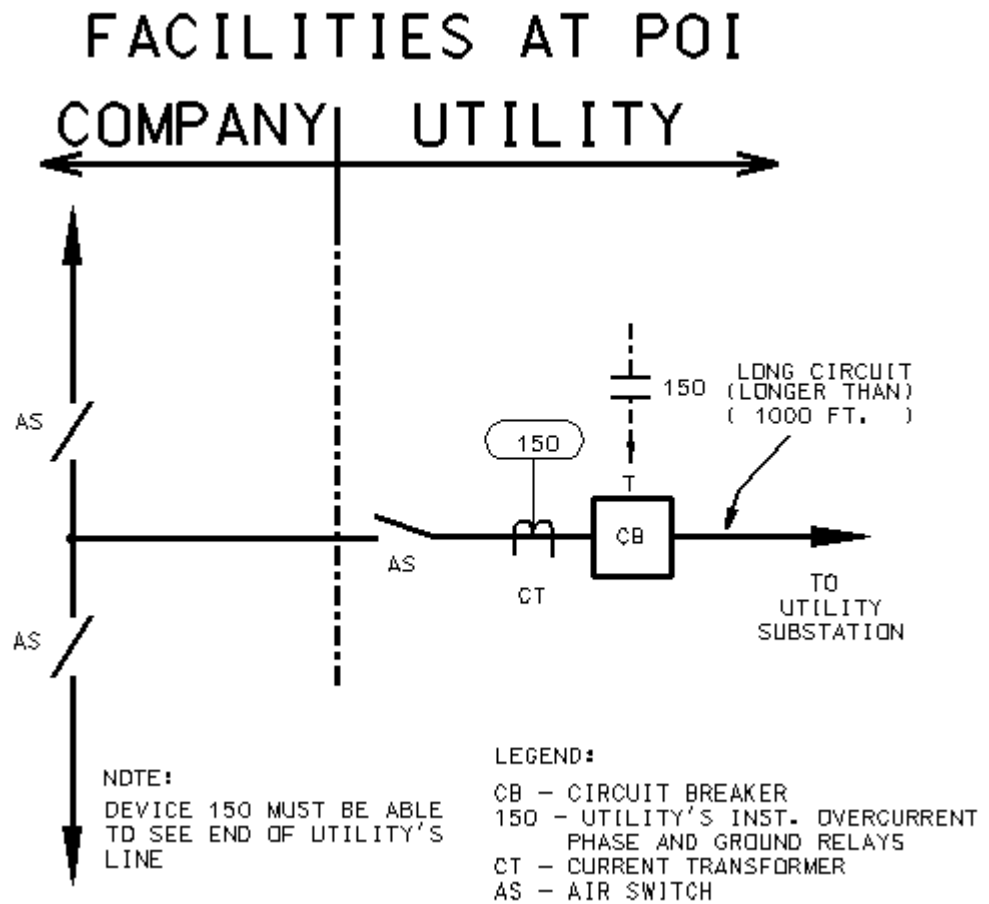 FACILITIES AT POI
COMPANY UTILITY
150
LONG CIRCUIT
(LONGER THAN)
( 1000 FT. )
AS
150
T
CB
AS
CT
TO
UTILITY
SUBSTATION
AS
NOTE:
DEVICE 150 MUST BE ABLE
TO SEE END OF UTILITY'S
LINE
LEGEND:
CB - CIRCUIT BREAKER
150 - UTILITY'S INST. OVERCURRENT
PHASE AND GROUND RELAYS
CT - CURRENT TRANSFORMER
AS - AIR SWITCH